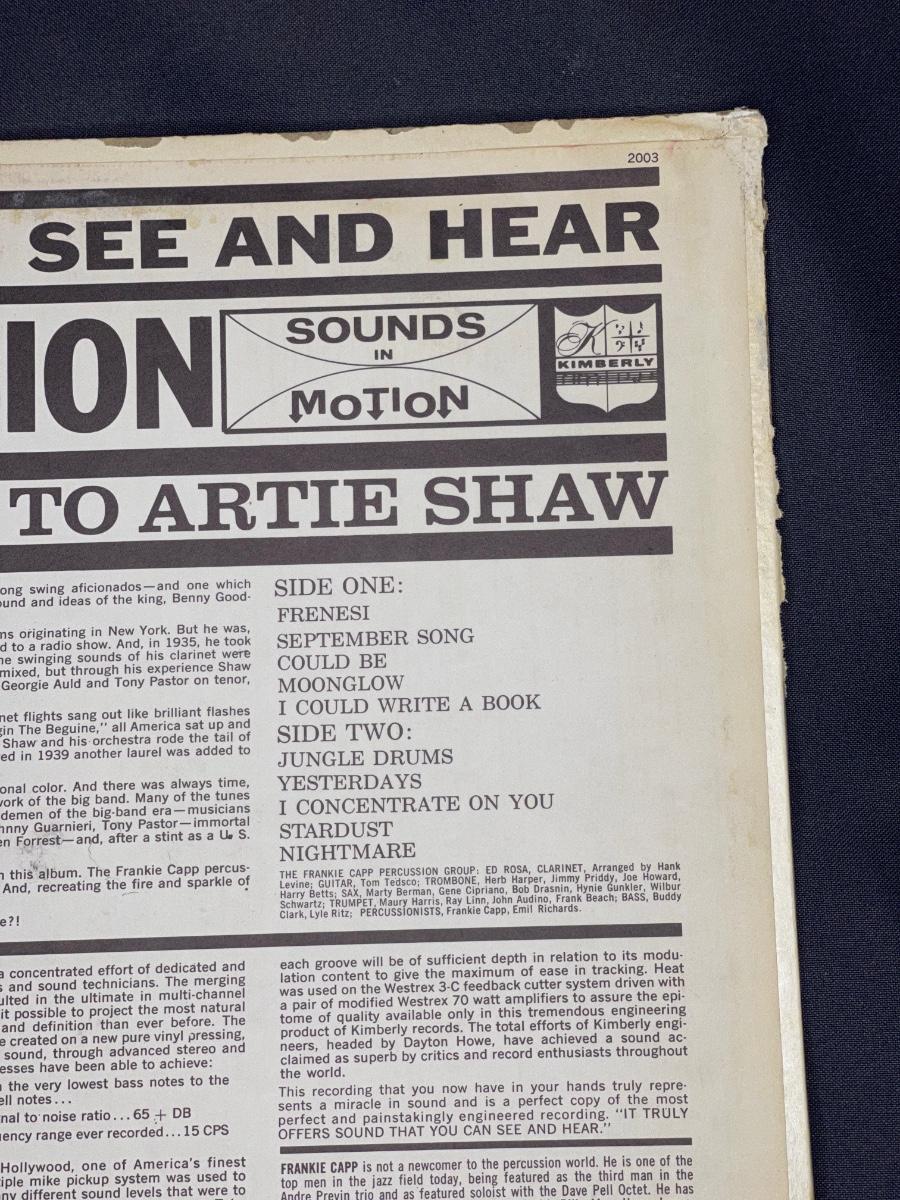 2003
SEE AND HEAR
ION
SOUNDS
IN
MOTION
K
KIMBERLY
TO ARTIE SHAW
ong swing aficionados—and one which
ound and ideas of the king, Benny Good-
ms originating in New York. But he was,
d to a radio show. And, in 1935, he took
he swinging sounds of his clarinet were
mixed, but through his experience Shaw
Georgie Auld and Tony Pastor on tenor,
net flights sang out like brilliant flashes
gin The Beguine," all America sat up and
Shaw and his orchestra rode the tail of
ed in 1939 another laurel was added to
onal color. And there was always time,
work of the big band. Many of the tunes
demen of the big-band era—musicians
hnny Guarnieri, Tony Pastor—immortal
en Forrest—and, after a stint as a U. S.
n this album. The Frankie Capp percus-
And, recreating the fire and sparkle of
e?!
SIDE ONE:
FRENESI
SEPTEMBER SONG
COULD BE
MOONGLOW
I COULD WRITE A BOOK
SIDE TWO:
JUNGLE DRUMS
YESTERDAYS
I CONCENTRATE ON YOU
STARDUST
NIGHTMARE
THE FRANKIE CAPP PERCUSSION GROUP: ED ROSA, CLARINET, Arranged by Hank
Levine; GUITAR, Tom Tedsco; TROMBONE, Herb Harper, Jimmy Priddy, Joe Howard,
Harry Betts; SAX, Marty Berman, Gene Cipriano, Bob Drasnin, Hynie Gunkler, Wilbur
Schwartz; TRUMPET, Maury Harris, Ray Linn, John Audino, Frank Beach; BASS, Buddy
Clark, Lyle Ritz; PERCUSSIONISTS, Frankie Capp, Emil Richards.
a concentrated effort of dedicated and
s and sound technicians. The merging
ulted in the ultimate in multi-channel
it possible to project the most natural
and definition than ever before. The
e created on a new pure vinyl pressing,
sound, through advanced stereo and
esses have been able to achieve:
n the very lowest bass notes to the
ell notes...
nal to noise ratio...65 + DB
uency range ever recorded...15 CPS
Hollywood, one of America's finest
iple mike pickup system was used to
ny different sound levels that were to
each groove will be of sufficient depth in relation to its modu-
lation content to give the maximum of ease in tracking. Heat
was used on the Westrex 3-C feedback cutter system driven with
a pair of modified Westrex 70 watt amplifiers to assure the epi-
tome of quality available only in this tremendous engineering
product of Kimberly records. The total efforts of Kimberly engi-
neers, headed by Dayton Howe, have achieved a sound ac-
claimed as superb by critics and record enthusiasts throughout
the world.
This recording that you now have in your hands truly repre-
sents a miracle in sound and is a perfect copy of the most
perfect and painstakingly engineered recording. "IT TRULY
OFFERS SOUND THAT YOU CAN SEE AND HEAR."
FRANKIE CAPP is not a newcomer to the percussion world. He is one of the
top men in the jazz field today, being featured as the third man in the
Andre Previn trio and as featured soloist with the Dave Pell Octet. He has